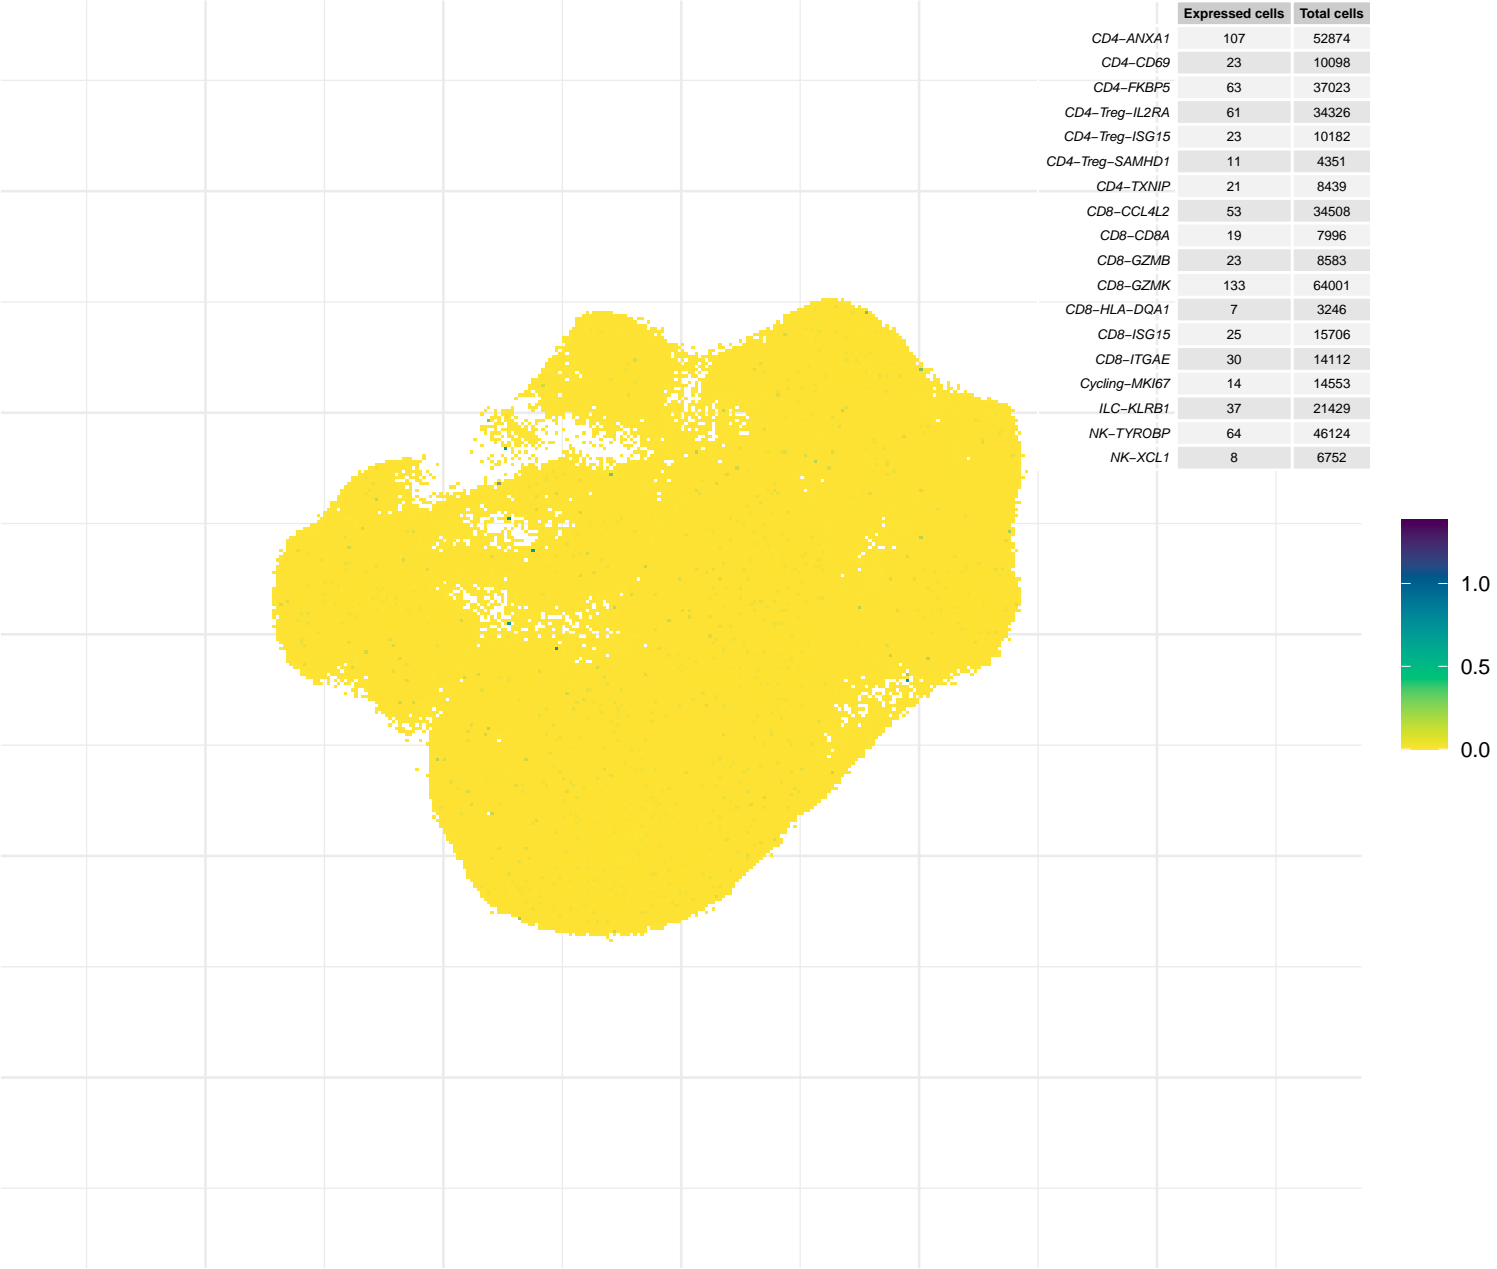 Expressed cells Total cells
CD4−ANXA1 107 52874
CD4−CD69 23 10098
CD4−FKBP5 63 37023
CD4−Treg−IL2RA 61 34326
CD4−Treg−ISG15 23 10182
CD4−Treg−SAMHD1 11 4351
CD4−TXNIP 21 8439
CD8−CCL4L2 53 34508
CD8−CD8A 19 7996
CD8−GZMB 23 8583
CD8−GZMK 133 64001
CD8−HLA−DQA1 7 3246
CD8−ISG15 25 15706
CD8−ITGAE 30 14112
Cycling−MKI67 14 14553
ILC−KLRB1 37 21429
NK−TYROBP 64 46124
NK−XCL1 8 6752
1.0
0.5
0.0